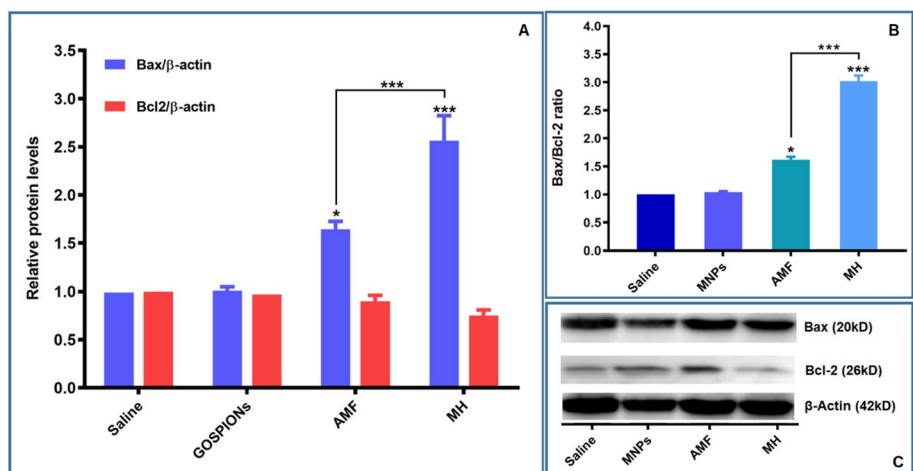 A
Relative protein levels
3.5
3.0
2.5
2.0
1.5
1.0
0.5
0.0
Bax/β-actin
Bcl2/β-actin
***
***
*
Saline
GOSPIONs
AMF
MH
B
Bax/Bcl-2 ratio
4.0
3.5
3.0
2.5
2.0
1.5
1.0
0.5
0.0
***
***
*
Saline
MNPs
AMF
MH
Bax (20kD)
Bcl-2 (26kD)
β-Actin (42kD)
Saline
MNPs
AMF
MH
C